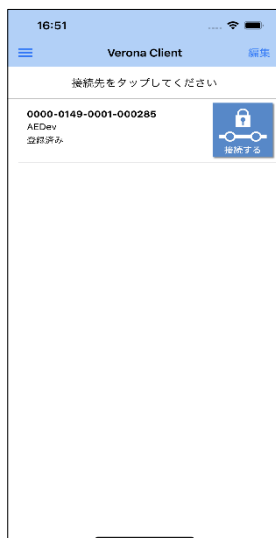 16:51
Verona Client
編集
接続先をタップしてください
0000-0149-0001-000285
AEDev
登録済み
接続する